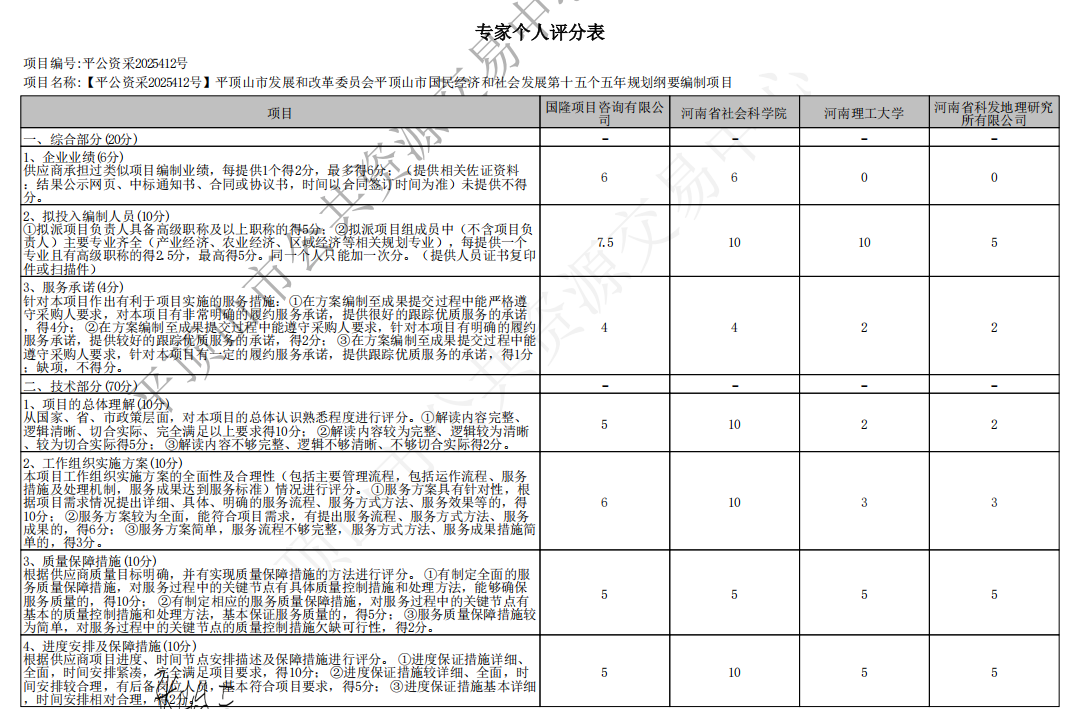 专家个人评分表
项目编号:平公资采2025412号
项目名称:【平公资采2025412号】平顶山市发展和改革委员会平顶山市国民经济和社会发展第十五个五年规划纲要编制项目
项目 国隆项目咨询有限公司 河南省社会科学院 河南理工大学 河南省科发地理研究所有限公司
一、综合部分(20分) － － － －
1、企业业绩(6分)
供应商承担过类似项目编制业绩，每提供1个得2分，最多得6分；（提供相关佐证资料
：结果公示网页、中标通知书、合同或协议书，时间以合同签订时间为准）未提供不得
分。
6 6 0 0
2、拟投入编制人员(10分)
①拟派项目负责人具备高级职称及以上职称的得5分；②拟派项目组成员中（不含项目负
责人）主要专业齐全（产业经济、农业经济、区域经济等相关规划专业），每提供一个
专业且有高级职称的得2.5分，最高得5分。同一个人只能加一次分。（提供人员证书复印
件或扫描件）
7.5 10 10 5
3、服务承诺(4分)
针对本项目作出有利于项目实施的服务措施：①在方案编制至成果提交过程中能严格遵
守采购人要求，对本项目有非常明确的履约服务承诺，提供很好的跟踪优质服务的承诺
，得4分； ②在方案编制至成果提交过程中能遵守采购人要求，针对本项目有明确的履约
服务承诺，提供较好的跟踪优质服务的承诺，得2分； ③在方案编制至成果提交过程中能
遵守采购人要求，针对本项目有一定的履约服务承诺，提供跟踪优质服务的承诺，得1分
；缺项，不得分。
4 4 2 2
二、技术部分(70分) － － － －
1、项目的总体理解(10分)
从国家、省、市政策层面，对本项目的总体认识熟悉程度进行评分。①解读内容完整、
逻辑清晰、切合实际、完全满足以上要求得10分； ②解读内容较为完整、逻辑较为清晰
、较为切合实际得5分； ③解读内容不够完整、逻辑不够清晰、不够切合实际得2分。
5 10 2 2
2、工作组织实施方案(10分)
本项目工作组织实施方案的全面性及合理性（包括主要管理流程，包括运作流程、服务
措施及处理机制，服务成果达到服务标准）情况进行评分。 ①服务方案具有针对性，根
据项目需求情况提出详细、具体、明确的服务流程、服务方式方法、服务效果等的，得
10分； ②服务方案较为全面，能符合项目需求，有提出服务流程、服务方式方法、服务
成果的，得6分； ③服务方案简单，服务流程不够完整，服务方式方法、服务成果措施简
单的，得3分。
6 10 3 3
3、质量保障措施(10分)
根据供应商质量目标明确，并有实现质量保障措施的方法进行评分。 ①有制定全面的服
务质量保障措施，对服务过程中的关键节点有具体质量控制措施和处理方法，能够确保
服务质量的，得10分； ②有制定相应的服务质量保障措施，对服务过程中的关键节点有
基本的质量控制措施和处理方法，基本保证服务质量的，得5分； ③服务质量保障措施较
为简单，对服务过程中的关键节点的质量控制措施欠缺可行性，得2分。
5 5 5 5
4、进度安排及保障措施(10分)
根据供应商项目进度、时间节点安排描述及保障措施进行评分。 ①进度保证措施详细、
全面，时间安排紧凑，完全满足项目要求，得10分； ②进度保证措施较详细、全面，时
间安排较合理，有后备岗位人员，基本符合项目要求，得5分； ③进度保证措施基本详细
，时间安排相对合理，得2分。
5 10 5 5
平顶山市公共资源交易中心